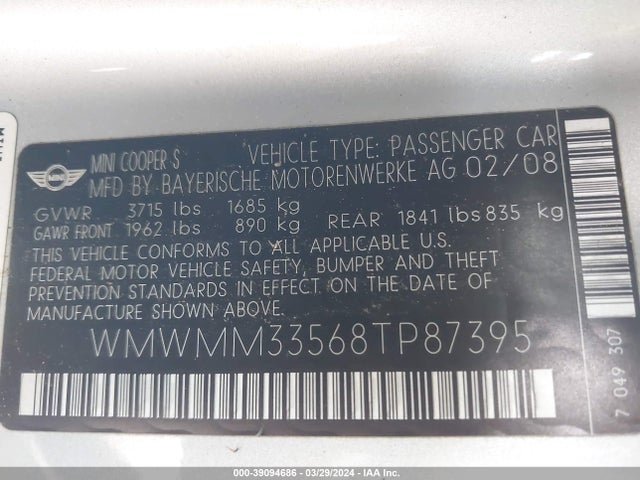 MINI COOPER S VEHICLE TYPE: PASSENGER CAR
MFD BY BAYERISCHE MOTORENWERKE AG 02/08
MINI
GVWR 3715 lbs 1685 kg
GAWR FRONT 1962 lbs 890 kg REAR 1841 lbs 835 kg
THIS VEHICLE CONFORMS TO ALL APPLICABLE U.S.
FEDERAL MOTOR VEHICLE SAFETY, BUMPER AND THEFT
PREVENTION STANDARDS IN EFFECT ON THE DATE OF
MANUFACTURE SHOWN ABOVE.
WMWMM33568TP87395
7 049 307
000-39094686 - 03/29/2024 - IAA Inc.